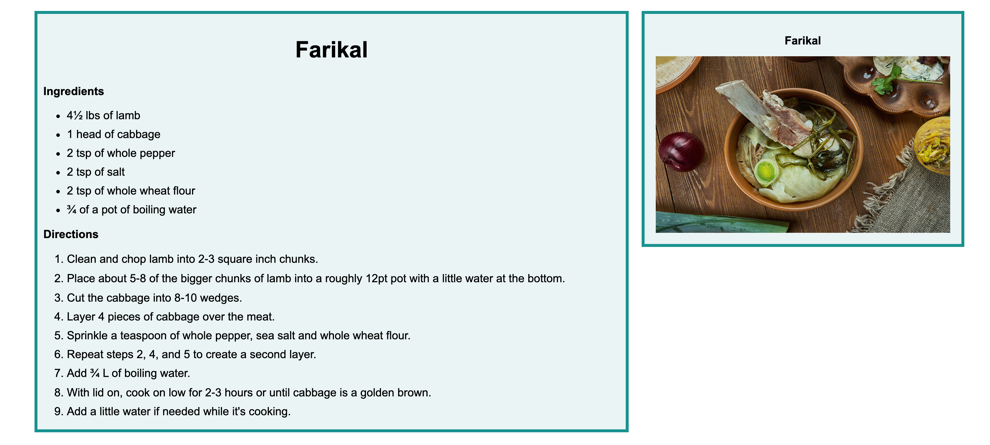 Farikal
Ingredients
• 4½ lbs of lamb
• 1 head of cabbage
• 2 tsp of whole pepper
• 2 tsp of salt
• 2 tsp of whole wheat flour
• ¾ of a pot of boiling water
Directions
1. Clean and chop lamb into 2-3 square inch chunks.
2. Place about 5-8 of the bigger chunks of lamb into a roughly 12pt pot with a little water at the bottom.
3. Cut the cabbage into 8-10 wedges.
4. Layer 4 pieces of cabbage over the meat.
5. Sprinkle a teaspoon of whole pepper, sea salt and whole wheat flour.
6. Repeat steps 2, 4, and 5 to create a second layer.
7. Add ¾ L of boiling water.
8. With lid on, cook on low for 2-3 hours or until cabbage is a golden brown.
9. Add a little water if needed while it's cooking.
Farikal